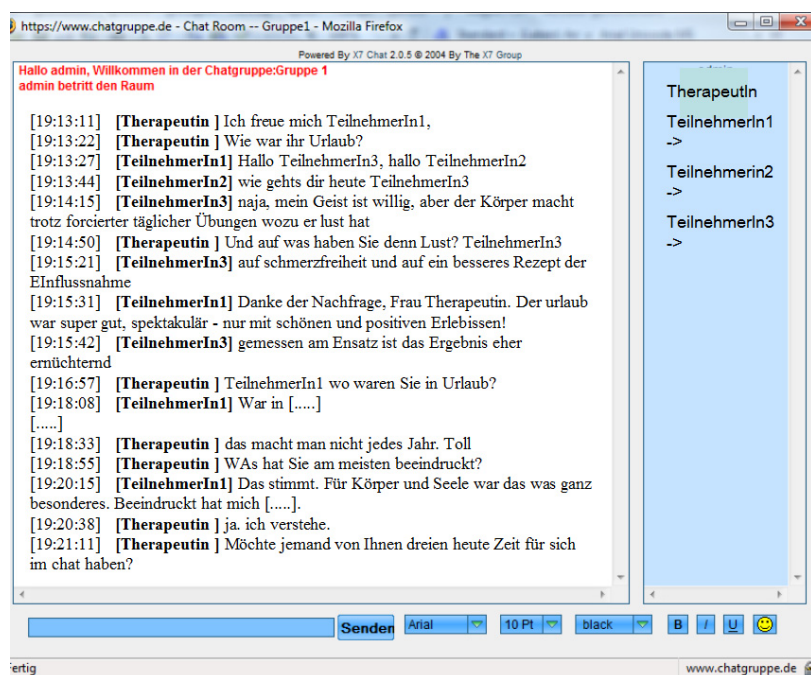 https://www.chatgruppe.de - Chat Room -- Gruppe1 - Mozilla Firefox
Powered By X7 Chat 2.0.5 © 2004 By The X7 Group
Hallo admin, Willkommen in der Chatgruppe:Gruppe 1
admin betritt den Raum
[19:13:11] [Therapeutin ] Ich freue mich TeilnehmerIn1,
[19:13:22] [Therapeutin ] Wie war ihr Urlaub?
[19:13:27] [TeilnehmerIn1] Hallo TeilnehmerIn3, hallo TeilnehmerIn2
[19:13:44] [TeilnehmerIn2] wie gehts dir heute TeilnehmerIn3
[19:14:15] [TeilnehmerIn3] naja, mein Geist ist willig, aber der Körper macht
trotz forcierter täglicher Übungen wozu er lust hat
[19:14:50] [Therapeutin ] Und auf was haben Sie denn Lust? TeilnehmerIn3
[19:15:21] [TeilnehmerIn3] auf schmerzfreiheit und auf ein besseres Rezept der
EInflussnahme
[19:15:31] [TeilnehmerIn1] Danke der Nachfrage, Frau Therapeutin. Der urlaub
war super gut, spektakulär - nur mit schönen und positiven Erlebissen!
[19:15:42] [TeilnehmerIn3] gemessen am Ensatz ist das Ergebnis eher
ernüchternd
[19:16:57] [Therapeutin ] TeilnehmerIn1 wo waren Sie in Urlaub?
[19:18:08] [TeilnehmerIn1] War in [.....]
[.....]
[19:18:33] [Therapeutin ] das macht man nicht jedes Jahr. Toll
[19:18:55] [Therapeutin ] WAs hat Sie am meisten beeindruckt?
[19:20:15] [TeilnehmerIn1] Das stimmt. Für Körper und Seele war das was ganz
besonderes. Beeindruckt hat mich [.....].
[19:20:38] [Therapeutin ] ja. ich verstehe.
[19:21:11] [Therapeutin ] Möchte jemand von Ihnen dreien heute Zeit für sich
im chat haben?
TherapeutIn
TeilnehmerIn1
->
Teilnehmerin2
->
TeilnehmerIn3
->
Senden Arial 10 Pt black B I U
Fertig www.chatgruppe.de